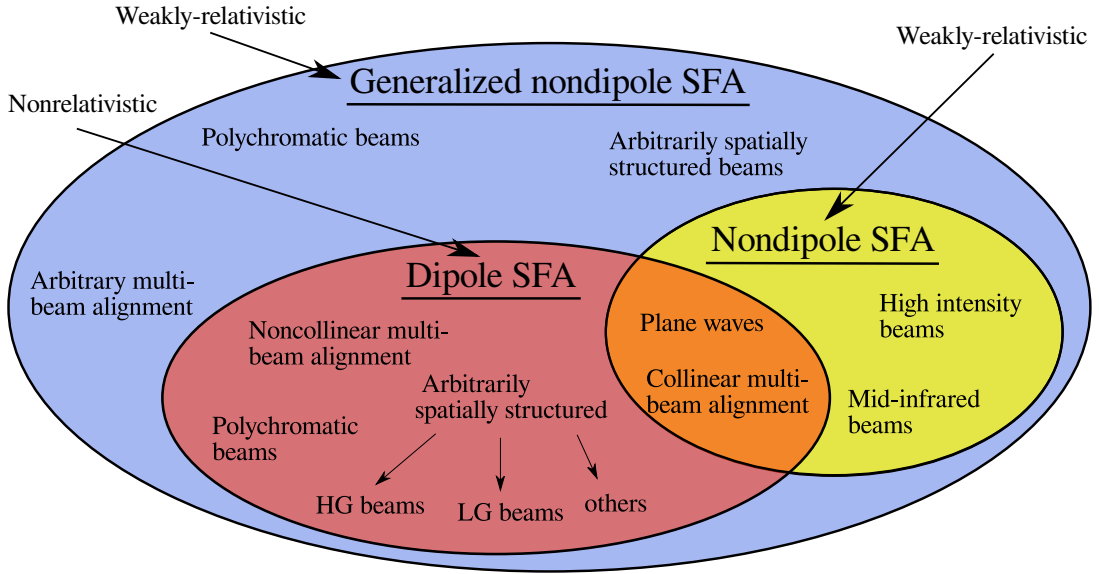 Weakly-relativistic
Weakly-relativistic
Generalized nondipole SFA
Nonrelativistic
Polychromatic beams
Arbitrarily spatially
structured beams
Nondipole SFA
Dipole SFA
Arbitrary multi-
beam alignment
High intensity
beams
Plane waves
Noncollinear multi-
beam alignment
Collinear multi-
beam alignment
Arbitrarily
spatially structured
Mid-infrared
beams
Polychromatic
beams
HG beams
LG beams
others